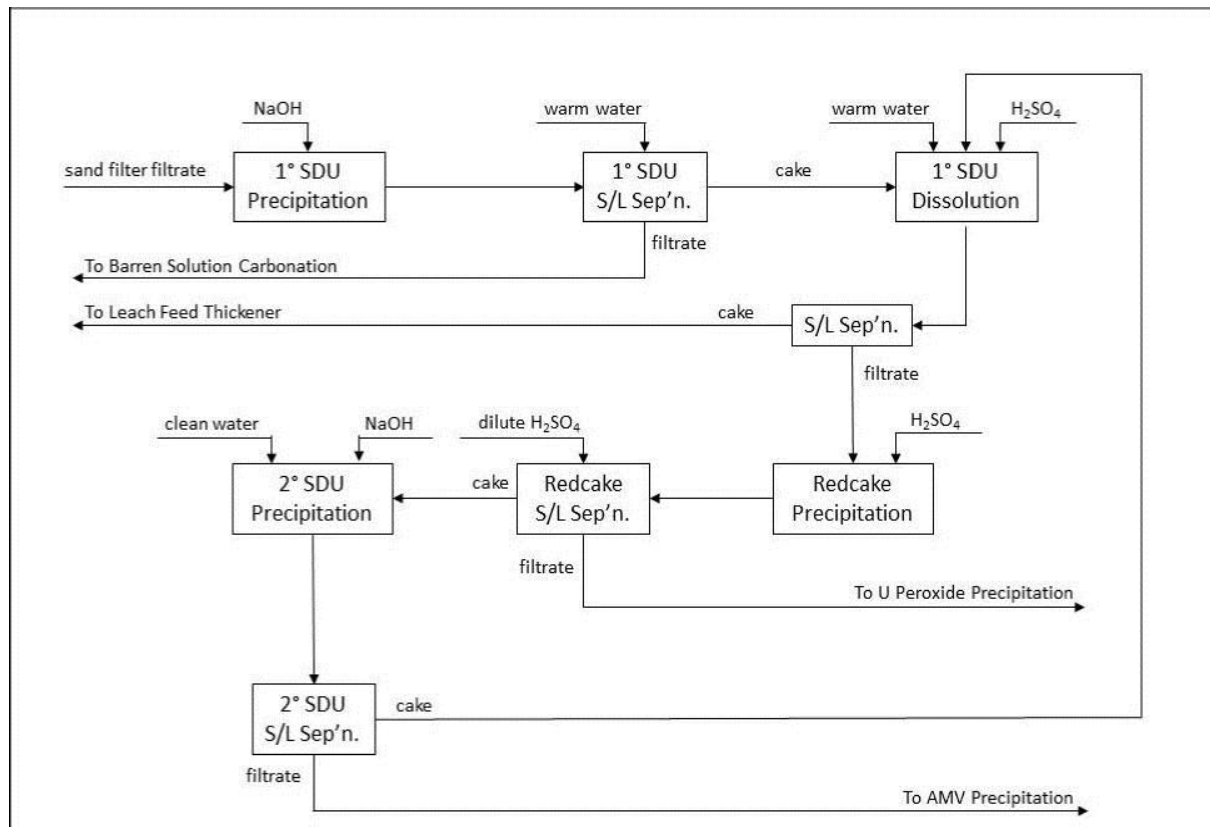 NaOH
warm water
warm water
H₂SO₄
sand filter filtrate
1° SDU
Precipitation
1° SDU
S/L Sep’n.
cake
1° SDU
Dissolution
filtrate
To Barren Solution Carbonation
To Leach Feed Thickener
cake
S/L Sep’n.
filtrate
clean water
NaOH
dilute H₂SO₄
H₂SO₄
2° SDU
Precipitation
cake
Redcake
S/L Sep’n.
Redcake
Precipitation
filtrate
To U Peroxide Precipitation
2° SDU
S/L Sep’n.
cake
filtrate
To AMV Precipitation